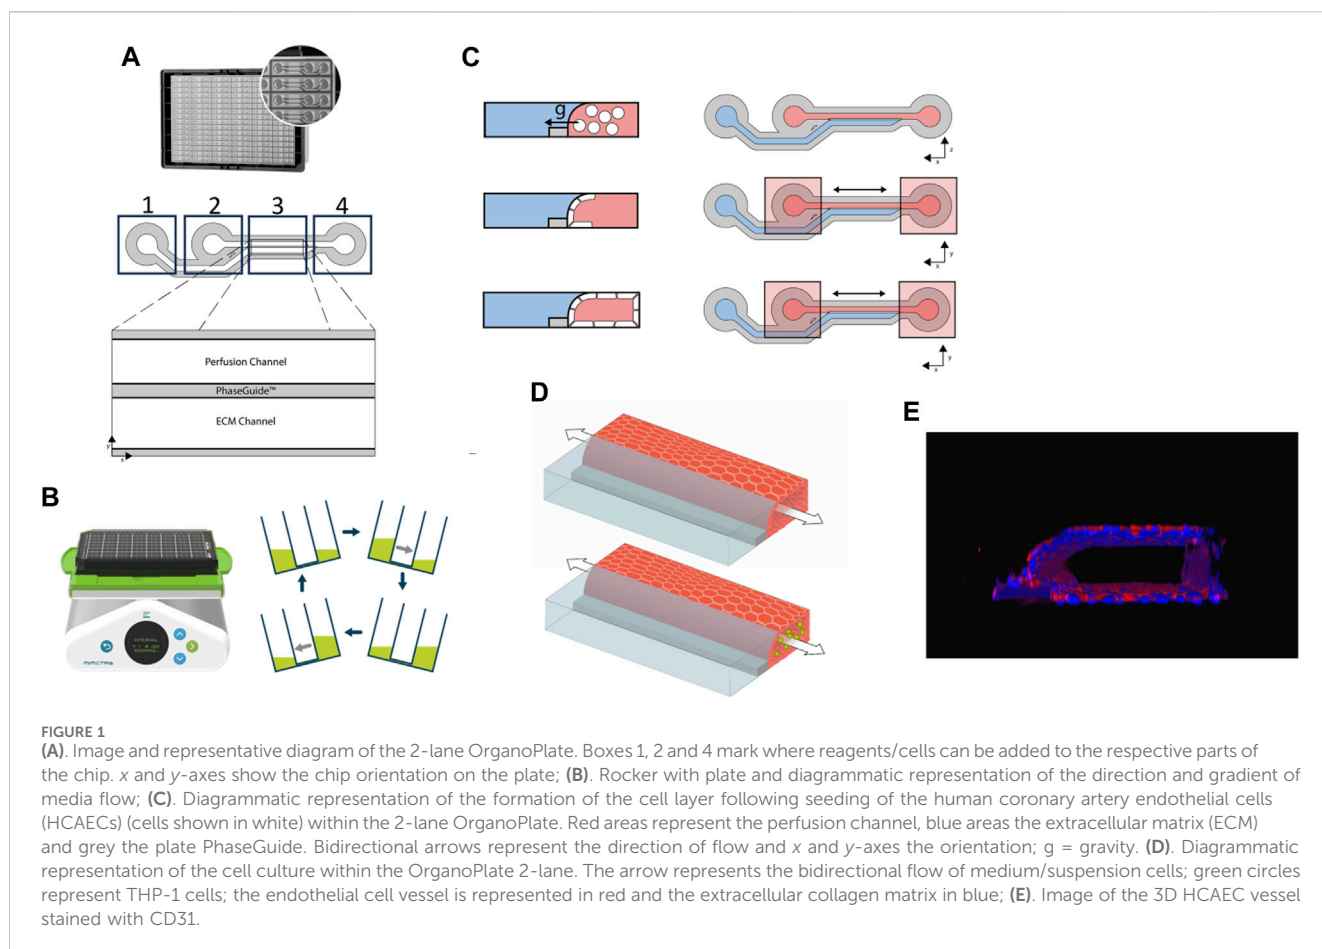 A
1 2 3 4
Perfusion Channel
PhaseGuide™
ECM Channel
y
x
B
INTERVAL
MIMETAS
C
g
z
x
y
x
y
x
D
E
FIGURE 1
(A). Image and representative diagram of the 2-lane OrganoPlate. Boxes 1, 2 and 4 mark where reagents/cells can be added to the respective parts of
the chip. x and y-axes show the chip orientation on the plate; (B). Rocker with plate and diagrammatic representation of the direction and gradient of
media flow; (C). Diagrammatic representation of the formation of the cell layer following seeding of the human coronary artery endothelial cells
(HCAECs) (cells shown in white) within the 2-lane OrganoPlate. Red areas represent the perfusion channel, blue areas the extracellular matrix (ECM)
and grey the plate PhaseGuide. Bidirectional arrows represent the direction of flow and x and y-axes the orientation; g = gravity. (D). Diagrammatic
representation of the cell culture within the OrganoPlate 2-lane. The arrow represents the bidirectional flow of medium/suspension cells; green circles
represent THP-1 cells; the endothelial cell vessel is represented in red and the extracellular collagen matrix in blue; (E). Image of the 3D HCAEC vessel
stained with CD31.